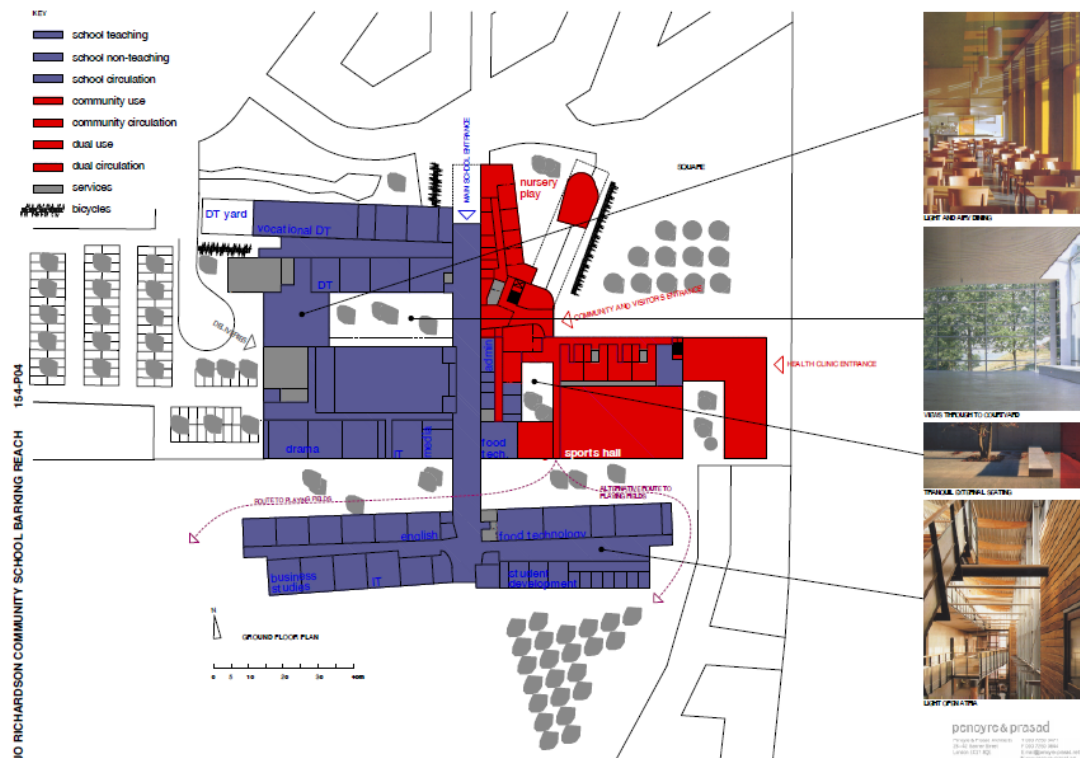 KEY
school teaching
school non-teaching
school circulation
community use
community circulation
dual use
dual circulation
services
bicycles
MAIN SCHOOL ENTRANCE
nursery
play
SQUARE
DT yard
vocational DT
DT
DELIVERIES
COMMUNITY AND VISITORS ENTRANCE
HEALTH CLINIC ENTRANCE
admin
drama
IT
media
food
tech.
sports hall
ROUTE TO PLAYING FIELDS
ALTERNATIVE ROUTE TO
PLAYING FIELDS
english
food technology
business
studies
IT
student
development
N
GROUND FLOOR PLAN
0 5 10 20 30 40m
JO RICHARDSON COMMUNITY SCHOOL BARKING REACH 154-P04
LIGHT AND AIRY DINING
VIEWS THROUGH TO COURTYARD
TRANQUIL EXTERNAL SEATING
LIGHT OPEN ATRIA
penoyre & prasad